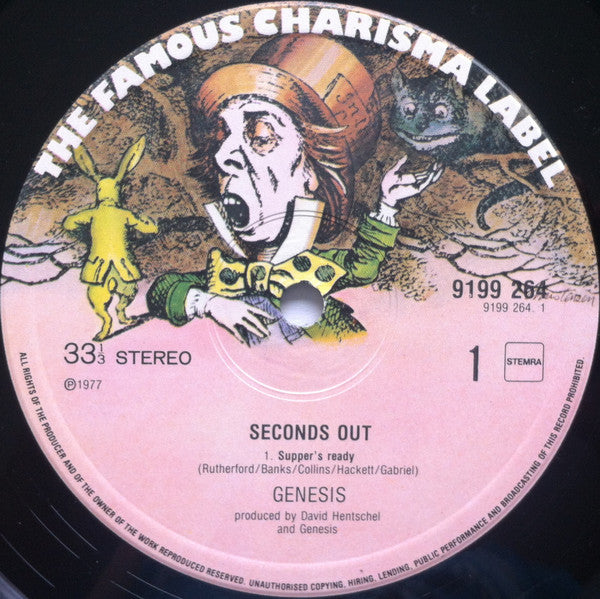 THE FAMOUS CHARISMA LABEL
9199 264
9199 264. 1
33 1/3 STEREO
1
STEMRA
℗1977
SECONDS OUT
1. Supper's ready
(Rutherford/Banks/Collins/Hackett/Gabriel)
GENESIS
produced by David Hentschel
and Genesis
ALL RIGHTS OF THE PRODUCER AND OF THE OWNER OF THE WORK REPRODUCED RESERVED. UNAUTHORISED COPYING, HIRING, LENDING, PUBLIC PERFORMANCE AND BROADCASTING OF THIS RECORD PROHIBITED.